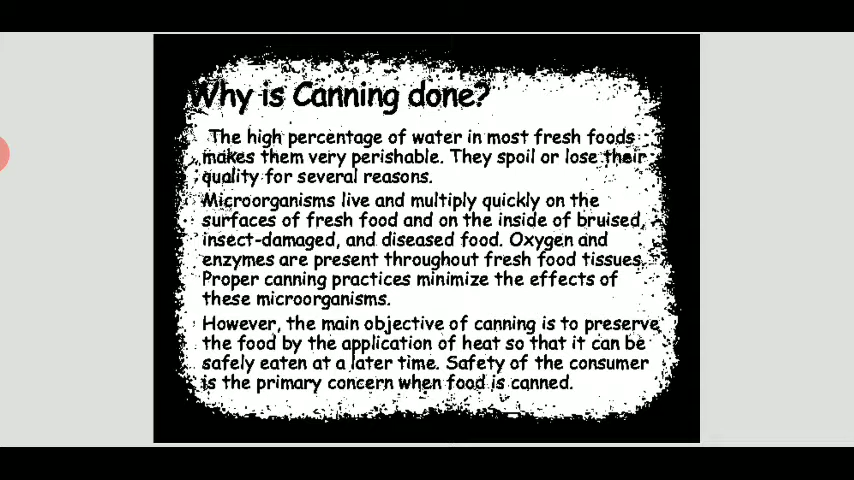 Why is Canning done?
The high percentage of water in most fresh foods
makes them very perishable. They spoil or lose their
quality for several reasons.
Microorganisms live and multiply quickly on the
surfaces of fresh food and on the inside of bruised,
insect-damaged, and diseased food. Oxygen and
enzymes are present throughout fresh food tissues.
Proper canning practices minimize the effects of
these microorganisms.
However, the main objective of canning is to preserve
the food by the application of heat so that it can be
safely eaten at a later time. Safety of the consumer
is the primary concern when food is canned.